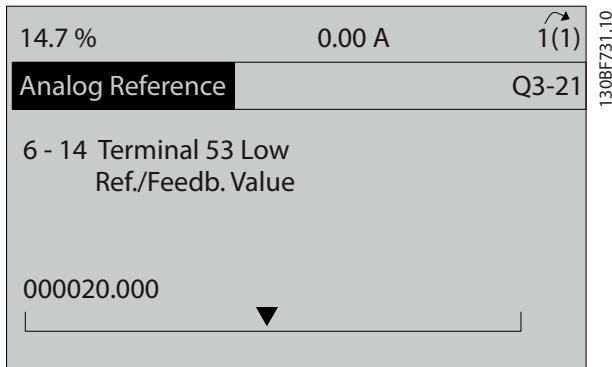 14.7 % 0.00 A 1(1)
Analog Reference Q3-21
6 - 14 Terminal 53 Low
Ref./Feedb. Value
000020.000
130BF731.10